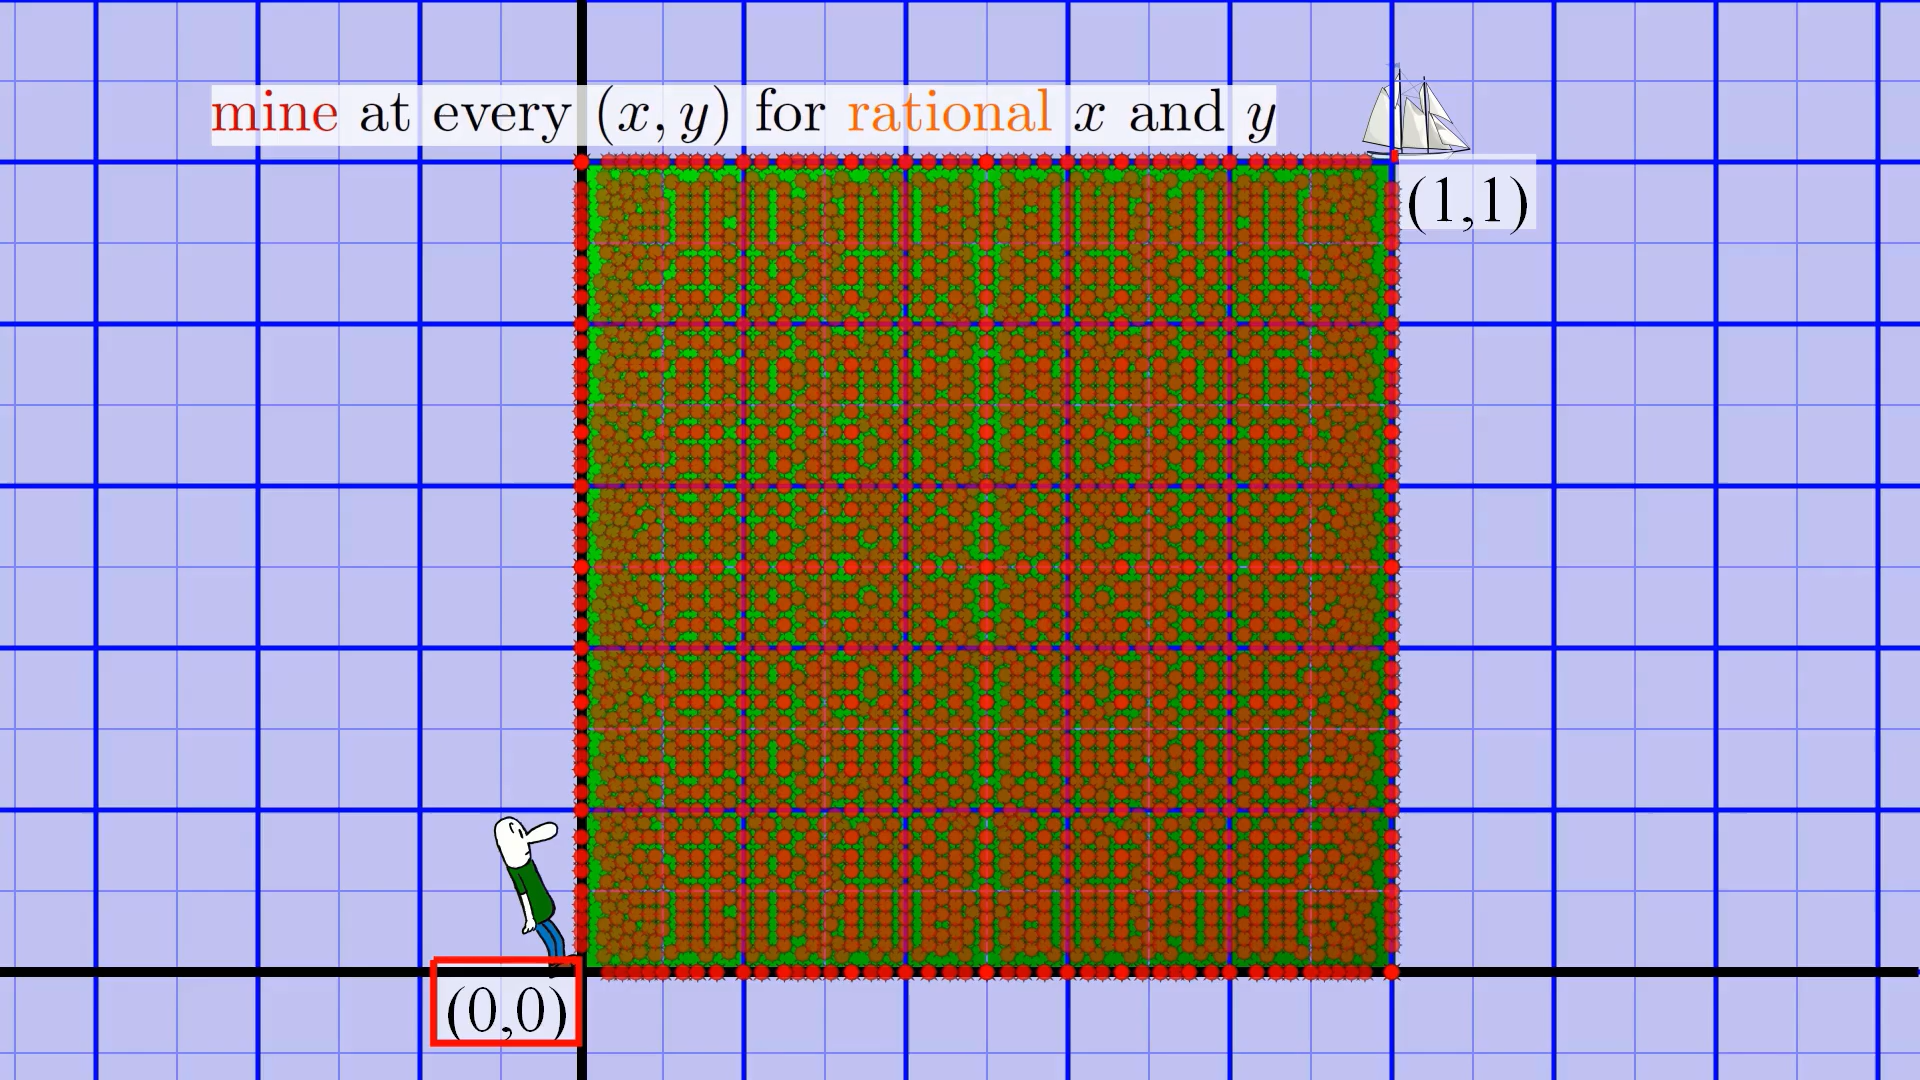 mine at every (x, y) for rational x and y
(1,1)
(0,0)